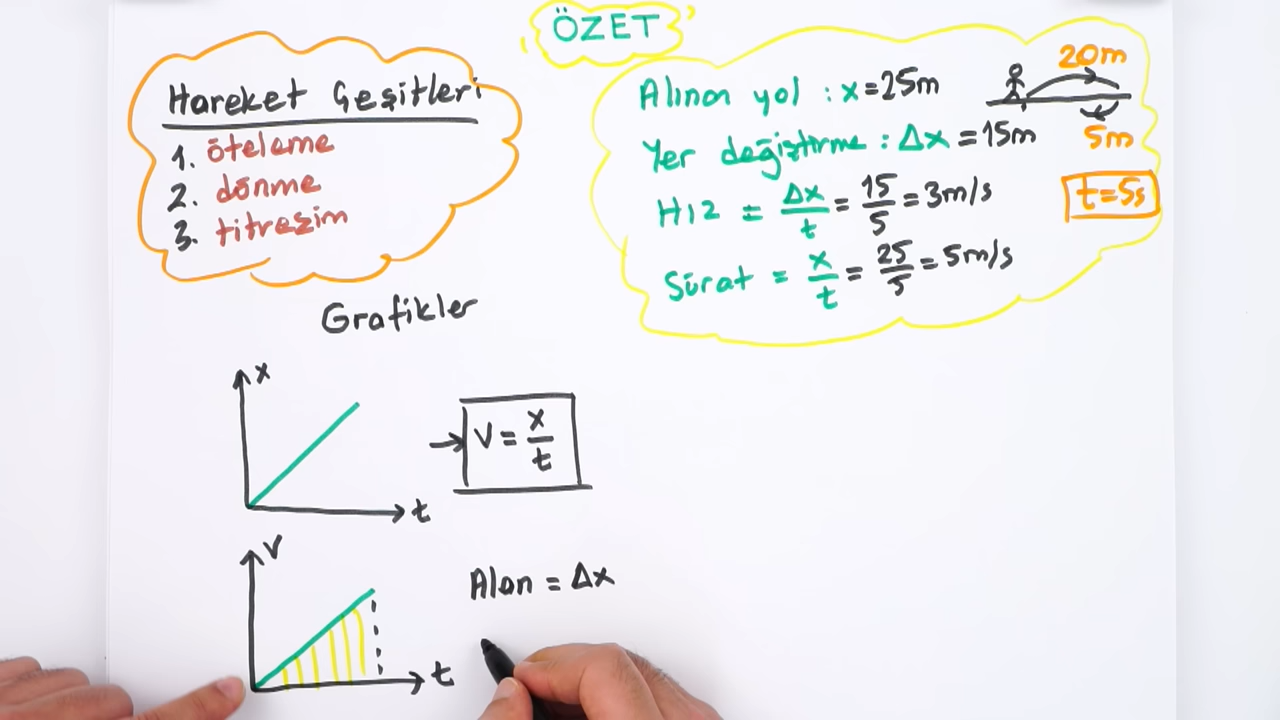 ÖZET
Hareket Çeşitleri
1. öteleme
2. dönme
3. titreşim
Alınan yol : x=25m
20m
Yer değiştirme : Δx = 15m
5m
Hız = Δx/t = 15/5 = 3m/s
t=5s
Sürat = x/t = 25/5 = 5m/s
Grafikler
x
V = x/t
t
V
Alan = Δx
t